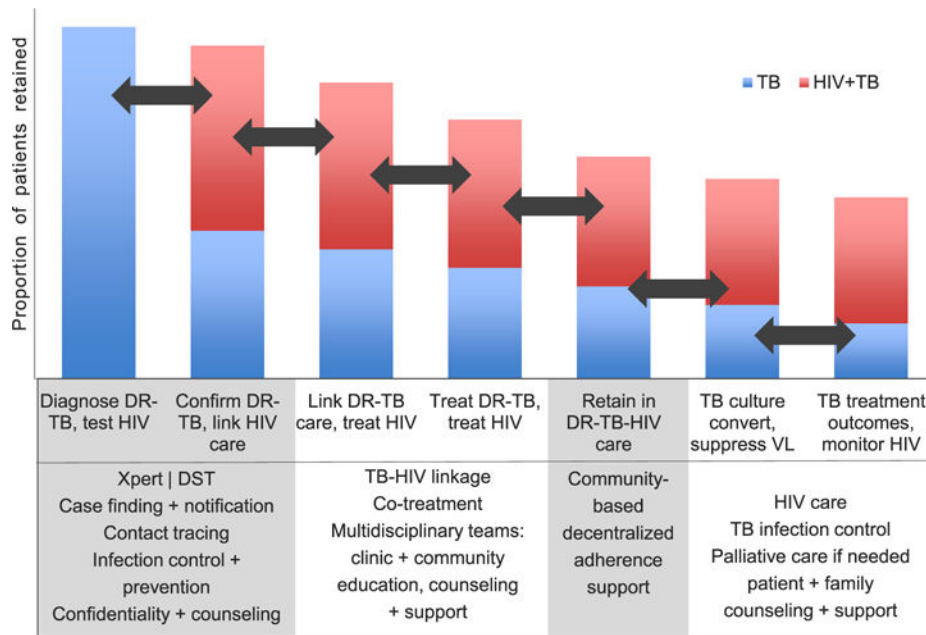 Proportion of patients retained
TB
HIV+TB
Diagnose DR-
TB, test HIV
Confirm DR-
TB, link HIV
care
Link DR-TB
care, treat HIV
Treat DR-TB,
treat HIV
Retain in
DR-TB-HIV
care
TB culture
convert,
suppress VL
TB treatment
outcomes,
monitor HIV
Xpert | DST
Case finding + notification
Contact tracing
Infection control +
prevention
Confidentiality + counseling
TB-HIV linkage
Co-treatment
Multidisciplinary teams:
clinic + community
education, counseling
+ support
Community-
based
decentralized
adherence
support
HIV care
TB infection control
Palliative care if needed
patient + family
counseling + support